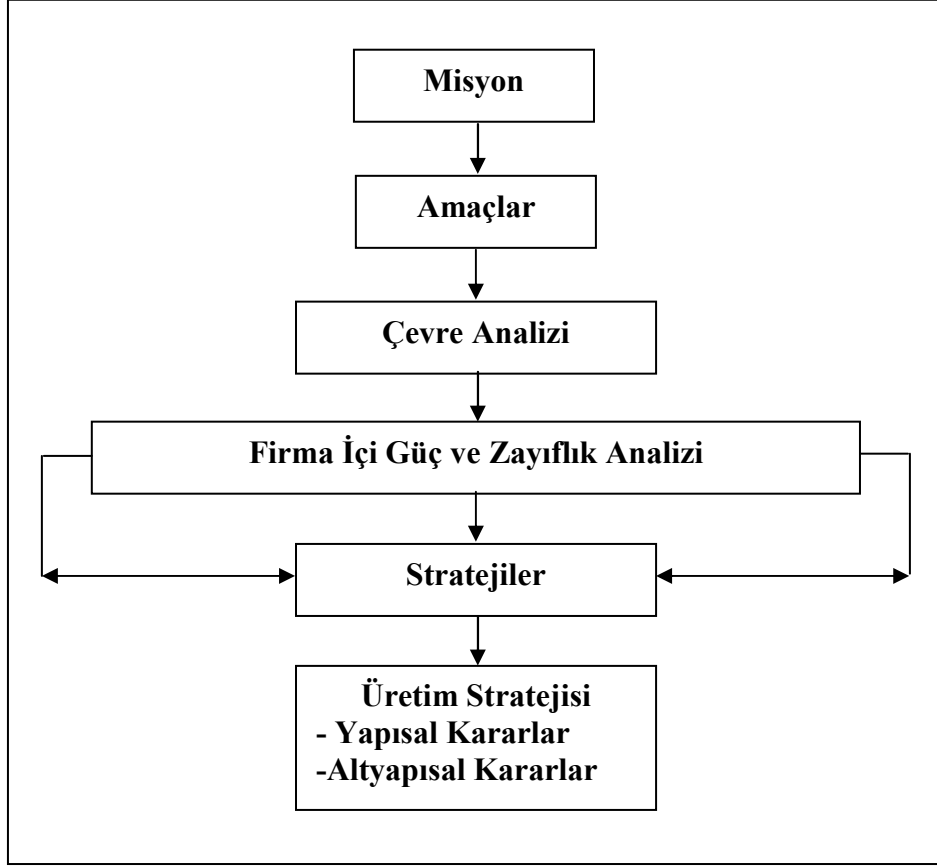 Misyon
Amaçlar
Çevre Analizi
Firma İçi Güç ve Zayıflık Analizi
Stratejiler
Üretim Stratejisi
- Yapısal Kararlar
-Altyapısal Kararlar